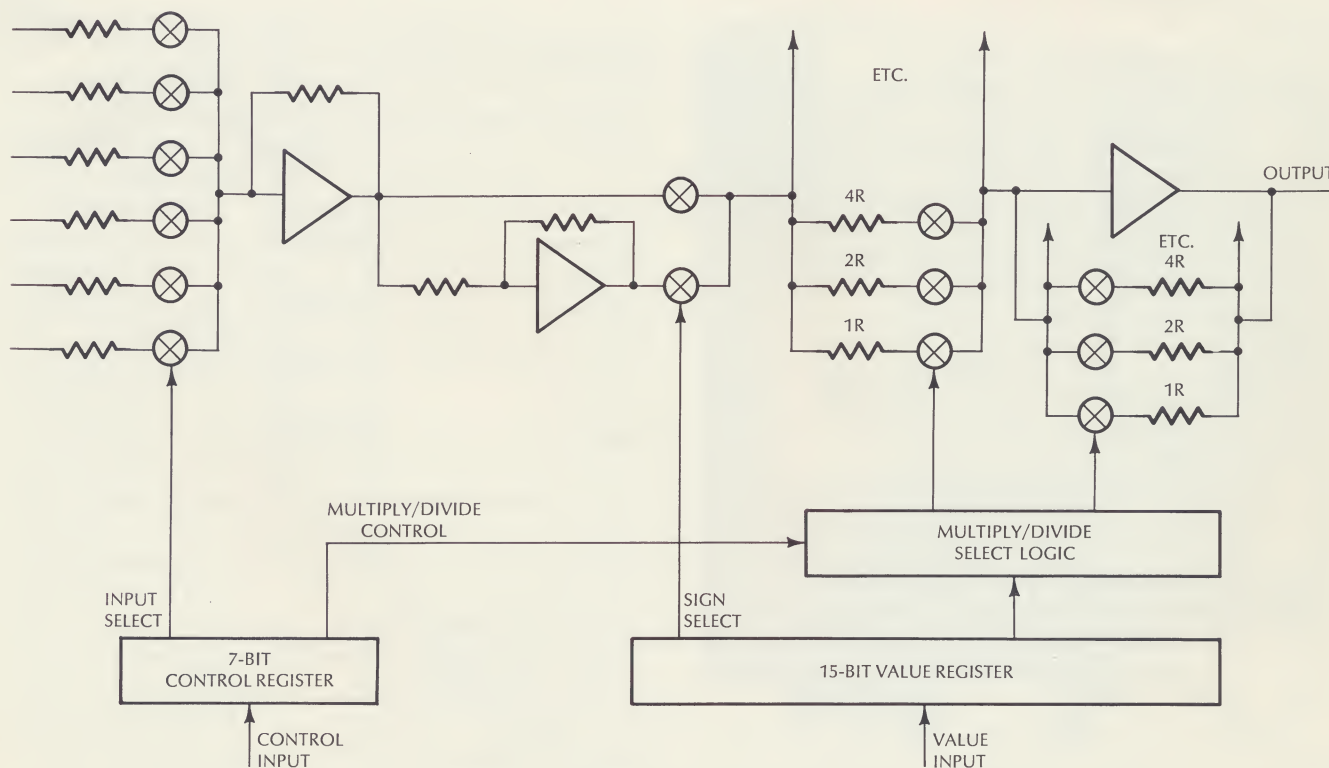 ETC.
OUTPUT
4R
2R
1R
ETC.
4R
2R
1R
MULTIPLY/DIVIDE
CONTROL
MULTIPLY/DIVIDE
SELECT LOGIC
INPUT
SELECT
SIGN
SELECT
7-BIT
CONTROL REGISTER
15-BIT VALUE REGISTER
CONTROL
INPUT
VALUE
INPUT